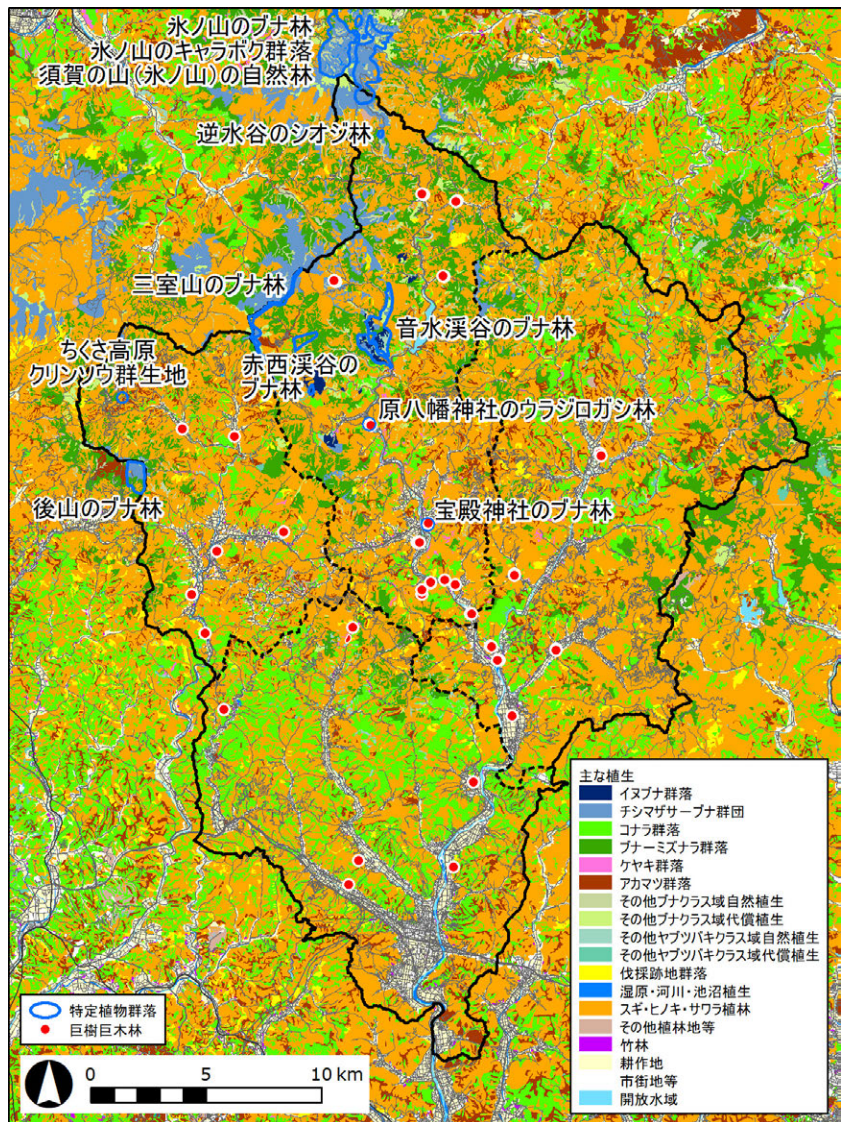 氷ノ山のブナ林
氷ノ山のキャラボク群落
須賀の山(氷ノ山)の自然林
逆水谷のシオジ林
三室山のブナ林
音水渓谷のブナ林
ちくさ高原
クリンソウ群生地
赤西渓谷の
ブナ林
原八幡神社のウラジロガシ林
後山のブナ林
宝殿神社のブナ林
主な植生
イヌブナ群落
チシマザサーブナ群団
コナラ群落
ブナーミズナラ群落
ケヤキ群落
アカマツ群落
その他ブナクラス域自然植生
その他ブナクラス域代償植生
その他ヤブツバキクラス域自然植生
その他ヤブツバキクラス域代償植生
伐採跡地群落
湿原・河川・池沼植生
スギ・ヒノキ・サワラ植林
その他植林地等
竹林
耕作地
市街地等
開放水域
特定植物群落
巨樹巨木林
0 5 10 km